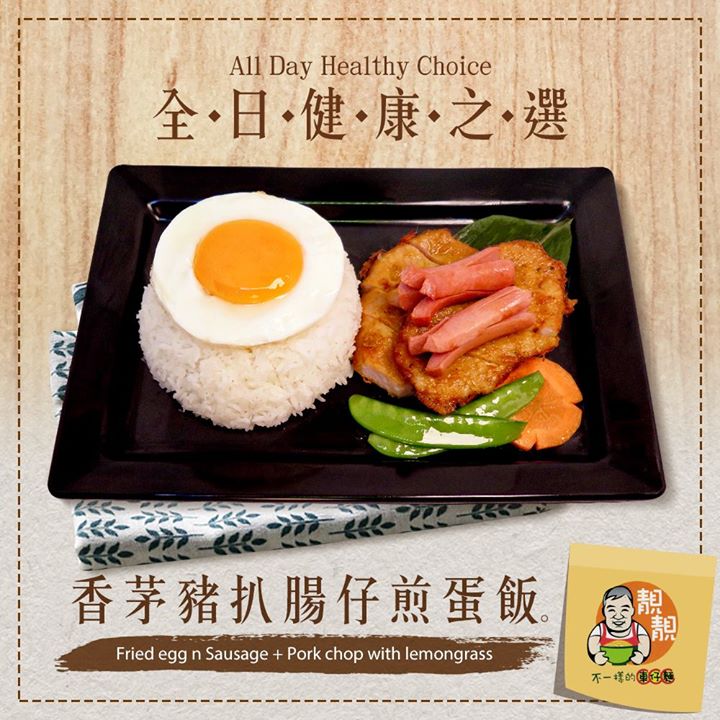 All Day Healthy Choice
全·日·健·康·之·選
香茅豬扒腸仔煎蛋飯。
Fried egg n Sausage + Pork chop with lemongrass
靚
靚
不一樣的車仔麵